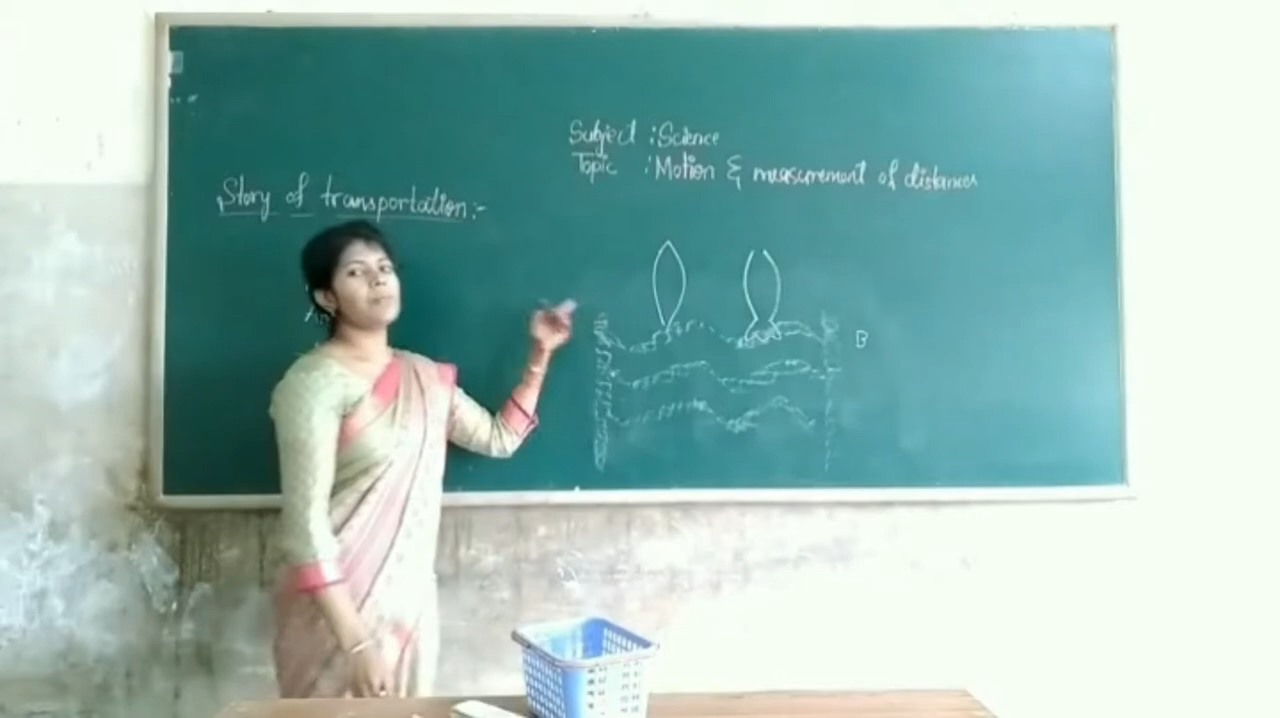 Subject : Science
Topic : Motion & measurement of distances
Story of transportation :-
A
B